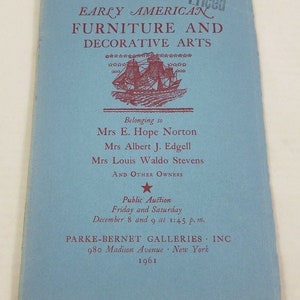 Priced
EARLY AMERICAN
FURNITURE AND
DECORATIVE ARTS
Belonging to
Mrs E. Hope Norton
Mrs Albert J. Edgell
Mrs Louis Waldo Stevens
AND OTHER OWNERS
Public Auction
Friday and Saturday
December 8 and 9 at 1:45 p.m.
PARKE-BERNET GALLERIES · INC
980 Madison Avenue · New York
1961